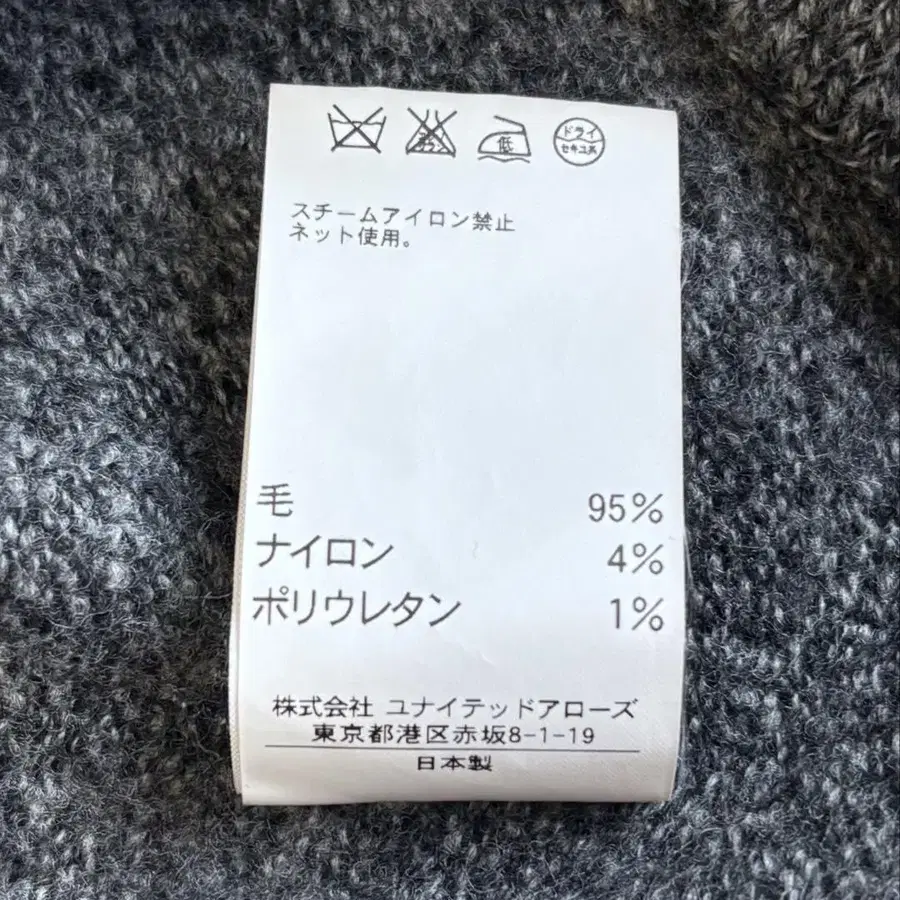 低
ドライ
セキユ系
スチームアイロン禁止
ネット使用。
毛 95%
ナイロン 4%
ポリウレタン 1%
株式会社 ユナイテッドアローズ
東京都港区赤坂8-1-19
日本製